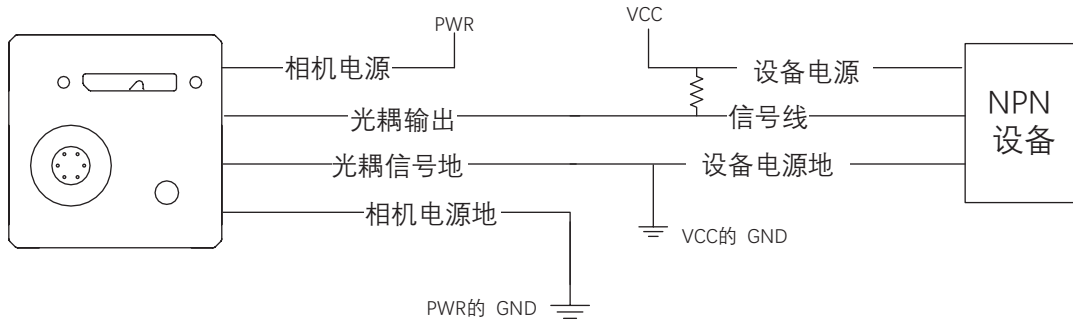 PWR
VCC
相机电源
设备电源
光耦输出
信号线
NPN
设备
光耦信号地
设备电源地
相机电源地
VCC的 GND
PWR的 GND